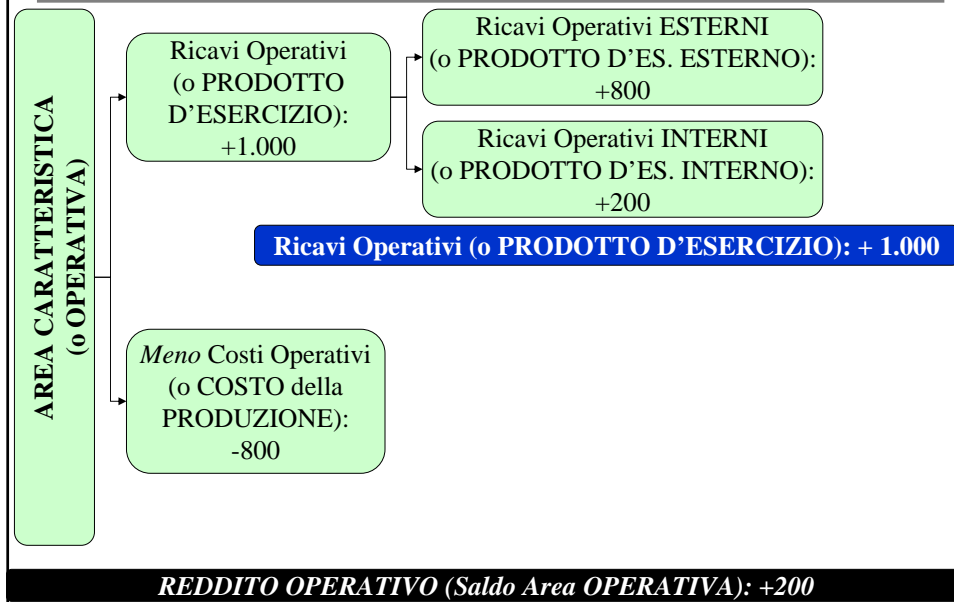 AREA CARATTERISTICA
(o OPERATIVA)
Ricavi Operativi
(o PRODOTTO
D’ESERCIZIO):
+1.000
Ricavi Operativi ESTERNI
(o PRODOTTO D’ES. ESTERNO):
+800
Ricavi Operativi INTERNI
(o PRODOTTO D’ES. INTERNO):
+200
Ricavi Operativi (o PRODOTTO D’ESERCIZIO): + 1.000
Meno Costi Operativi
(o COSTO della
PRODUZIONE):
-800
REDDITO OPERATIVO (Saldo Area OPERATIVA): +200